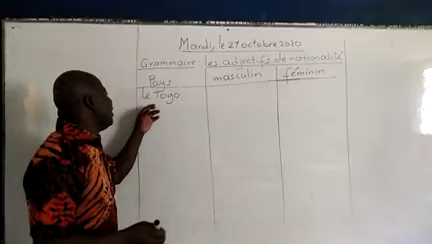 Mardi, le 27 octobre 2020
Grammaire les adjectifs de nationalité
Pays masculin féminin
le Togo